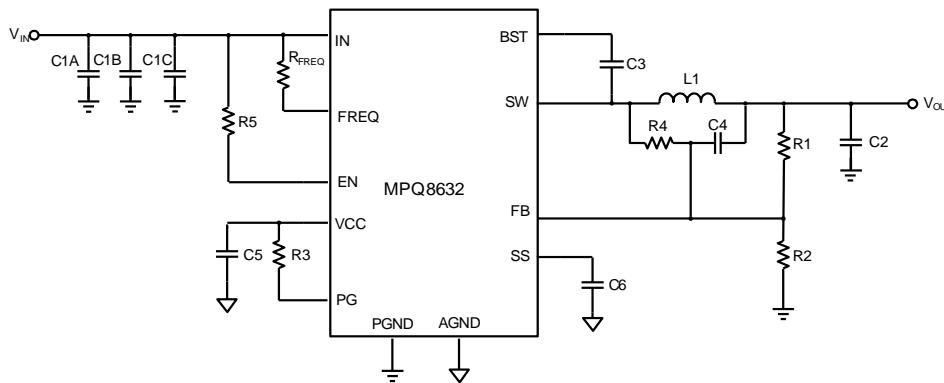 VIN
C1A C1B C1C
RFREQ
R5
IN
FREQ
EN
VCC
PG
C5
R3
MPQ8632
PGND AGND
BST
SW
FB
SS
C3
L1
R4
C4
C6
R1
R2
C2
VOU